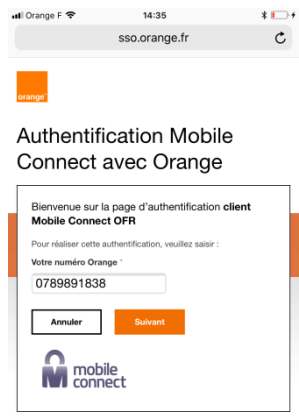 Orange F 14:35
sso.orange.fr
orange
Authentification Mobile
Connect avec Orange
Bienvenue sur la page d'authentification client
Mobile Connect OFR
Pour réaliser cette authentification, veuillez saisir :
Votre numéro Orange *
0789891838
Annuler Suivant
mobile
connect